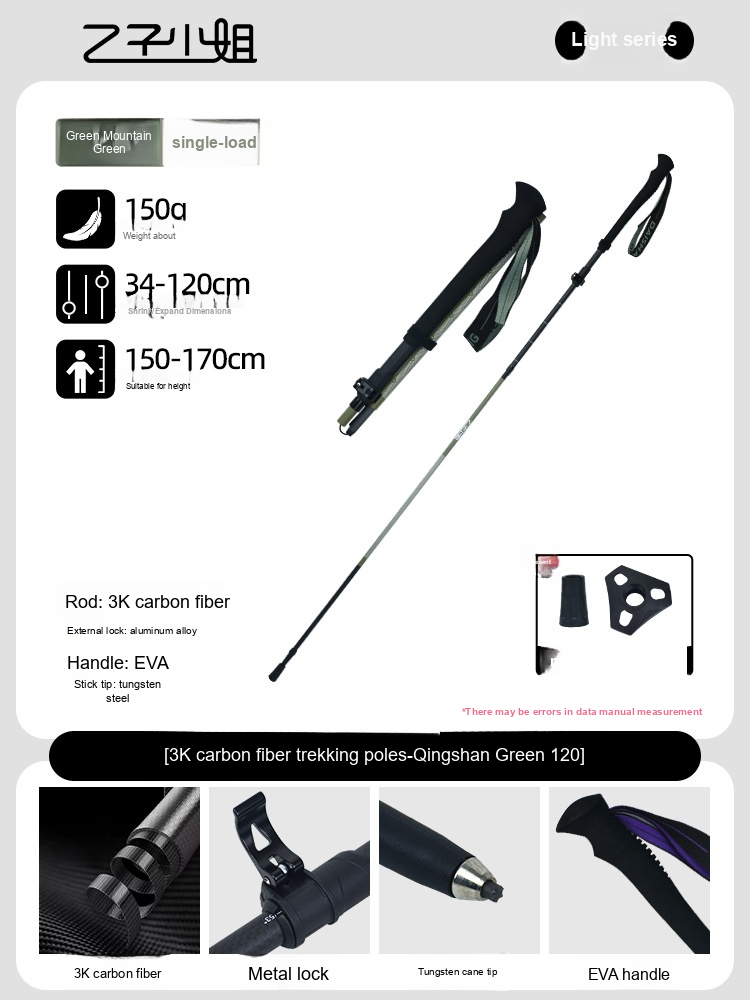 乙子小姐
Light series
Green Mountain
Green
single-load
150g
Weight about
34-120cm
Shrink/Expand Dimensions
150-170cm
Suitable for height
Rod: 3K carbon fiber
External lock: aluminum alloy
Handle: EVA
Stick tip: tungsten
steel
*There may be errors in data manual measurement
[3K carbon fiber trekking poles-Qingshan Green 120]
3K carbon fiber
Metal lock
Tungsten cane tip
EVA handle